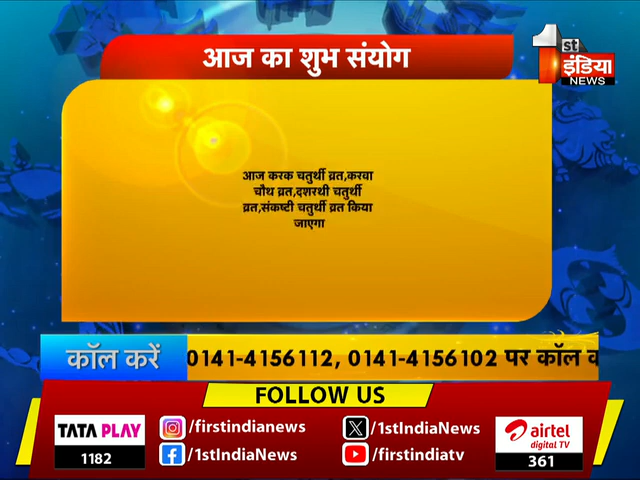 आज का शुभ संयोग
1st
इंडिया
NEWS
आज करक चतुर्थी व्रत,करवा
चौथ व्रत,दशरथी चतुर्थी
व्रत,संकष्टी चतुर्थी व्रत किया
जाएगा
कॉल करें
0141-4156112, 0141-4156102 पर कॉल
FOLLOW US
TATA PLAY
1182
/firstindianews
/1stIndiaNews
/1stIndiaNews
/firstindiatv
airtel
digital TV
361